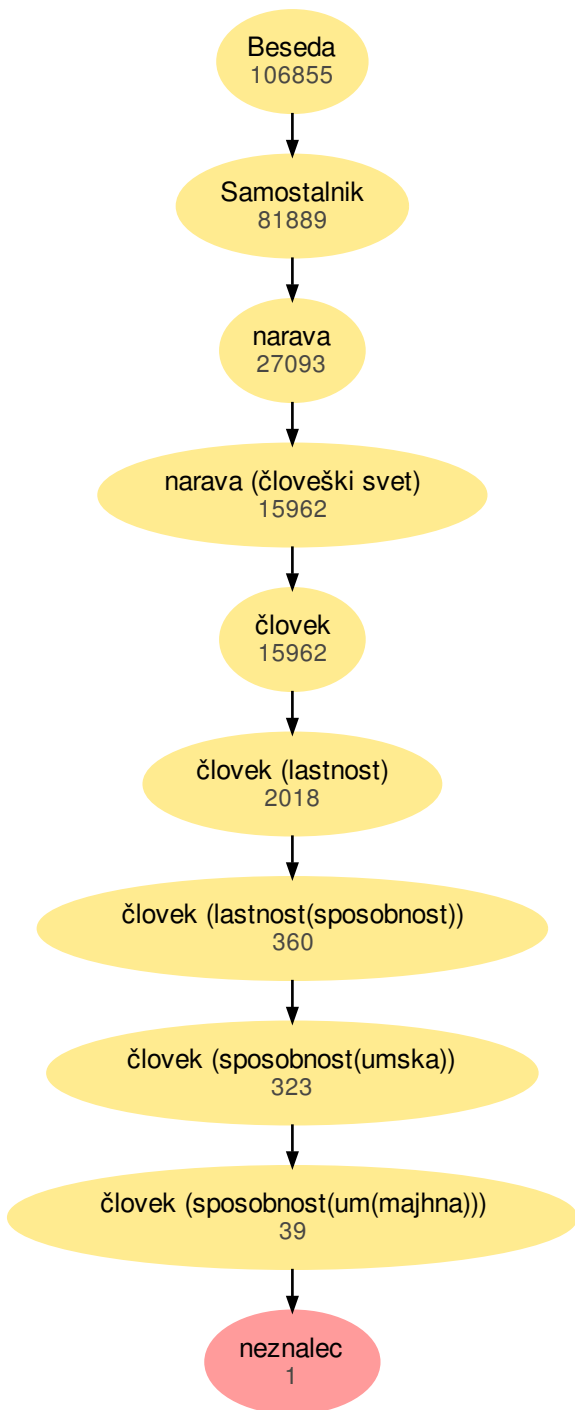 Beseda
106855
Samostalnik
81889
narava
27093
narava (človeški svet)
15962
človek
15962
človek (lastnost)
2018
človek (lastnost(sposobnost))
360
človek (sposobnost(umska))
323
človek (sposobnost(um(majhna)))
39
neznalec
1